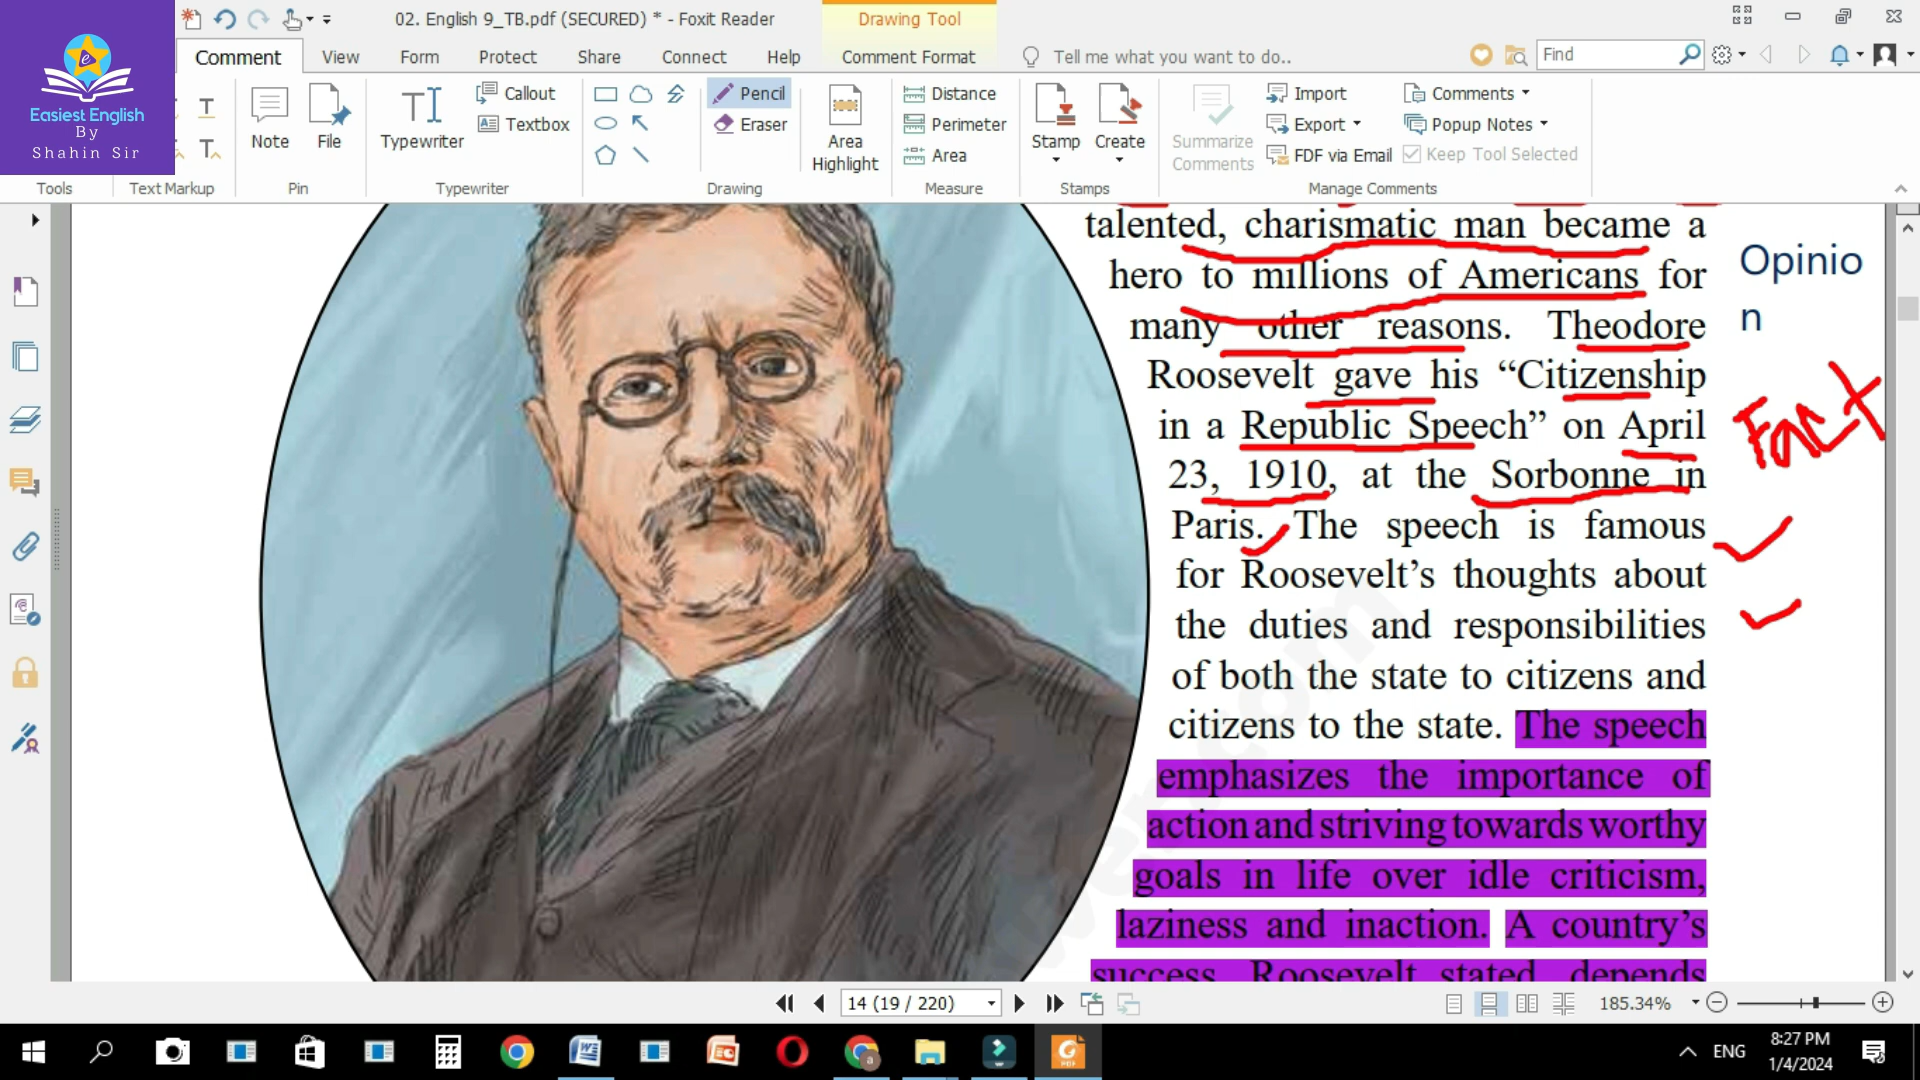 02. English 9_TB.pdf (SECURED) * - Foxit Reader
Drawing Tool
Comment
View
Form
Protect
Share
Connect
Help
Comment Format
Tell me what you want to do..
Find
Easiest English
By
Shahin Sir
Note
File
Typewriter
Callout
Textbox
Pencil
Eraser
Area
Highlight
Distance
Perimeter
Area
Stamp
Create
Summarize
Comments
Import
Export
FDF via Email
Comments
Popup Notes
Keep Tool Selected
Tools
Text Markup
Pin
Typewriter
Drawing
Measure
Stamps
Manage Comments
talented, charismatic man became a
hero to millions of Americans for
many other reasons. Theodore
Roosevelt gave his “Citizenship
in a Republic Speech” on April
23, 1910, at the Sorbonne in
Paris. The speech is famous
for Roosevelt’s thoughts about
the duties and responsibilities
of both the state to citizens and
citizens to the state. The speech
emphasizes the importance of
action and striving towards worthy
goals in life over idle criticism,
laziness and inaction. A country’s
success, Roosevelt stated, depends
Opinio
n
Fact
14 (19 / 220)
185.34%
ENG
8:27 PM
1/4/2024